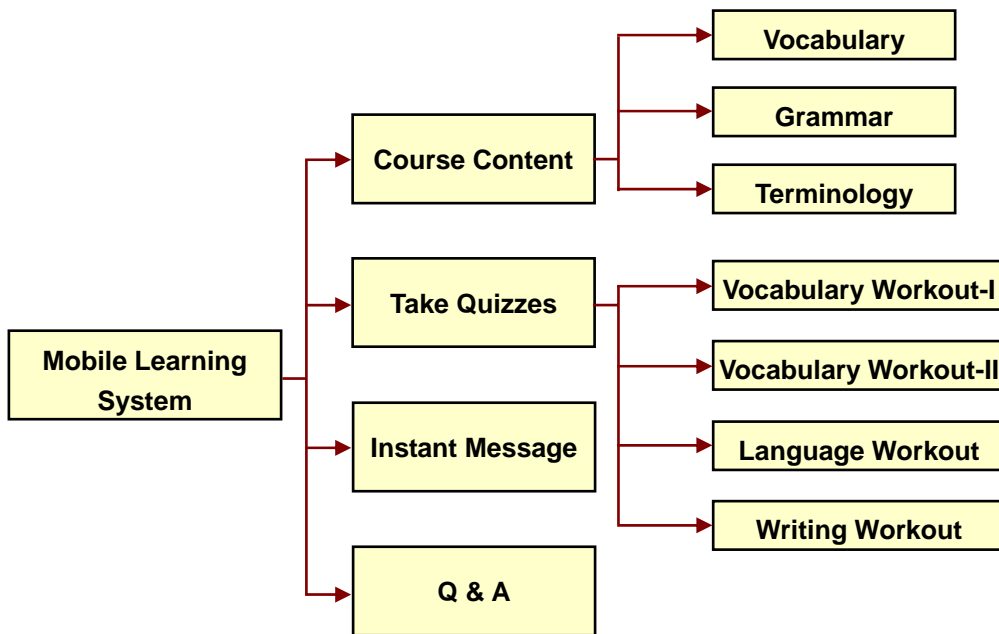 Mobile Learning
System
Course Content
Take Quizzes
Instant Message
Q & A
Vocabulary
Grammar
Terminology
Vocabulary Workout-I
Vocabulary Workout-II
Language Workout
Writing Workout